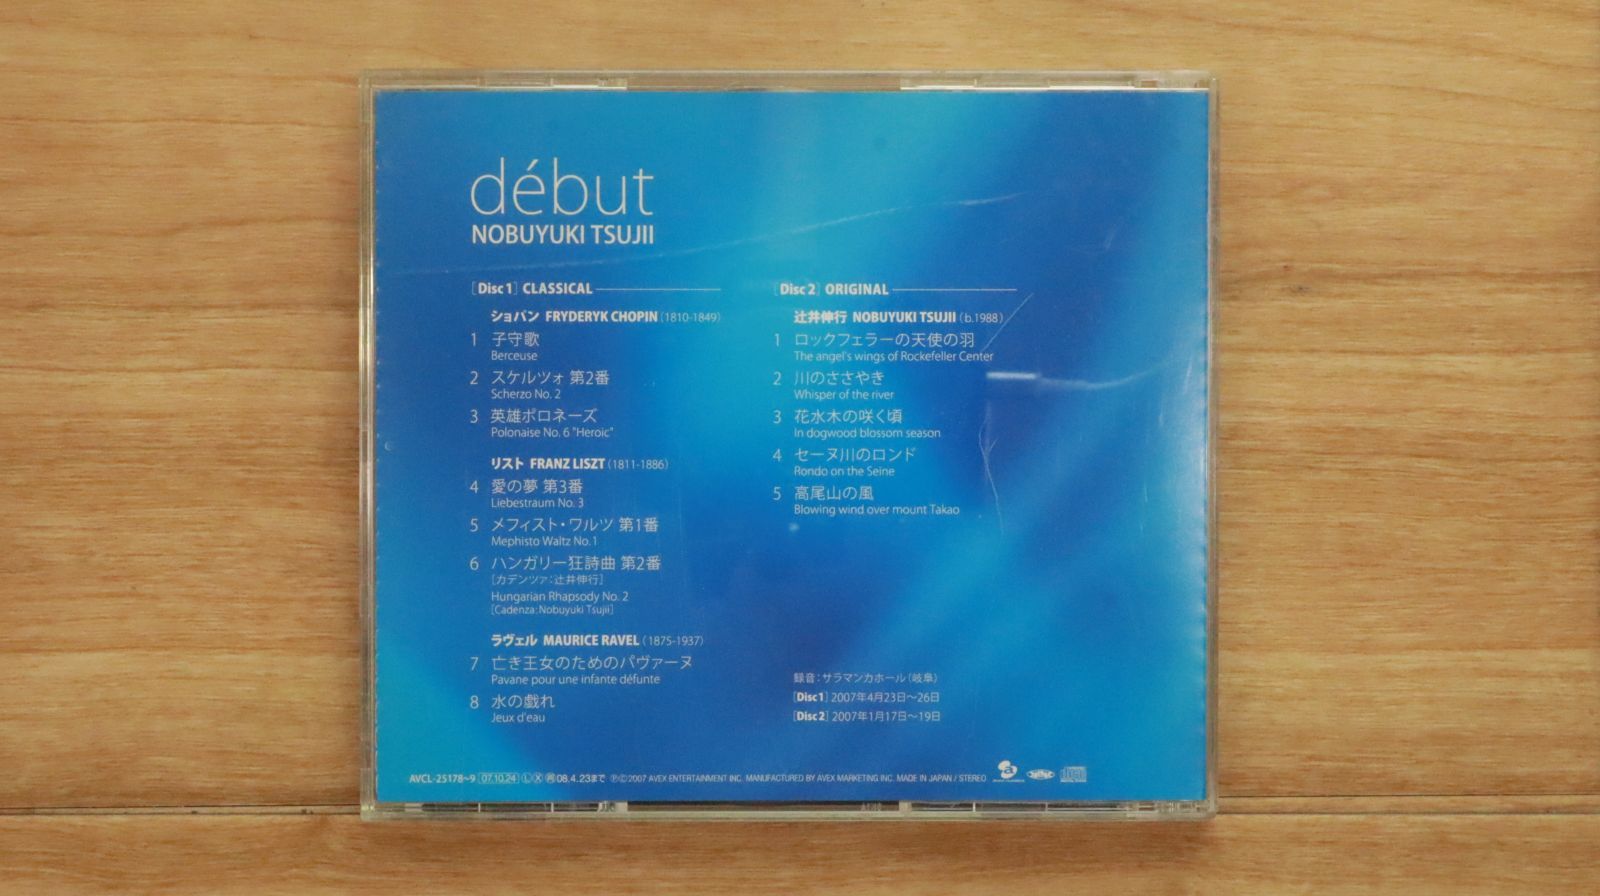 début
NOBUYUKI TSUJII
[Disc 1] CLASSICAL
ショパン FRYDERYK CHOPIN (1810-1849)
1 子守歌
Berceuse
2 スケルツォ 第2番
Scherzo No. 2
3 英雄ポロネーズ
Polonaise No. 6 "Heroic"
リスト FRANZ LISZT (1811-1886)
4 愛の夢 第3番
Liebestraum No. 3
5 メフィスト・ワルツ 第1番
Mephisto Waltz No. 1
6 ハンガリー狂詩曲 第2番
[カデンツァ：辻井伸行]
Hungarian Rhapsody No. 2
[Cadenza: Nobuyuki Tsujii]
ラヴェル MAURICE RAVEL (1875-1937)
7 亡き王女のためのパヴァーヌ
Pavane pour une infante défunte
8 水の戯れ
Jeux d'eau
[Disc 2] ORIGINAL
辻井伸行 NOBUYUKI TSUJII (b.1988)
1 ロックフェラーの天使の羽
The angel's wings of Rockefeller Center
2 川のささやき
Whisper of the river
3 花水木の咲く頃
In dogwood blossom season
4 セーヌ川のロンド
Rondo on the Seine
5 高尾山の風
Blowing wind over mount Takao
録音：サラマンカホール（岐阜）
[Disc 1] 2007年4月23日～26日
[Disc 2] 2007年1月17日～19日
AVCL-25178~9 07.10.24 Ⓛ Ⓧ 再 08.4.23まで ℗©2007 AVEX ENTERTAINMENT INC. MANUFACTURED BY AVEX MARKETING INC. MADE IN JAPAN / STEREO